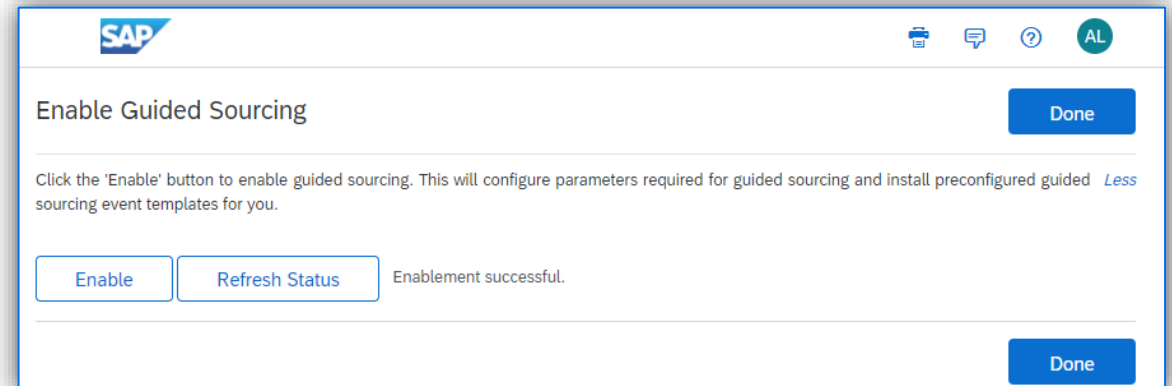 SAP
AL
Enable Guided Sourcing
Done
Click the 'Enable' button to enable guided sourcing. This will configure parameters required for guided sourcing and install preconfigured guided Less
sourcing event templates for you.
Enable Refresh Status Enablement successful.
Done